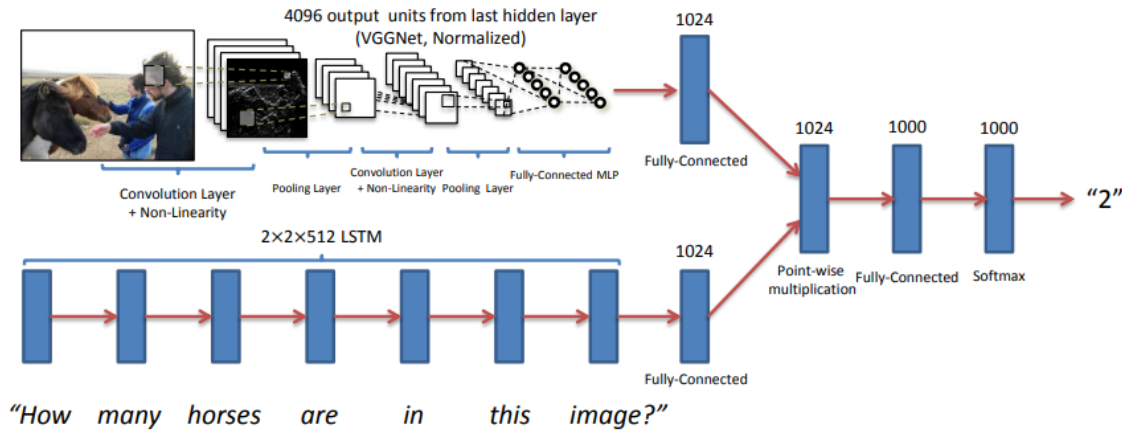 4096 output units from last hidden layer
(VGGNet, Normalized)
1024
Convolution Layer
+ Non-Linearity
Pooling Layer
Convolution Layer
+ Non-Linearity
Pooling Layer
Fully-Connected MLP
Fully-Connected
1024
1000
1000
"2"
Point-wise
multiplication
Fully-Connected
Softmax
2×2×512 LSTM
1024
Fully-Connected
"How many horses are in this image?"